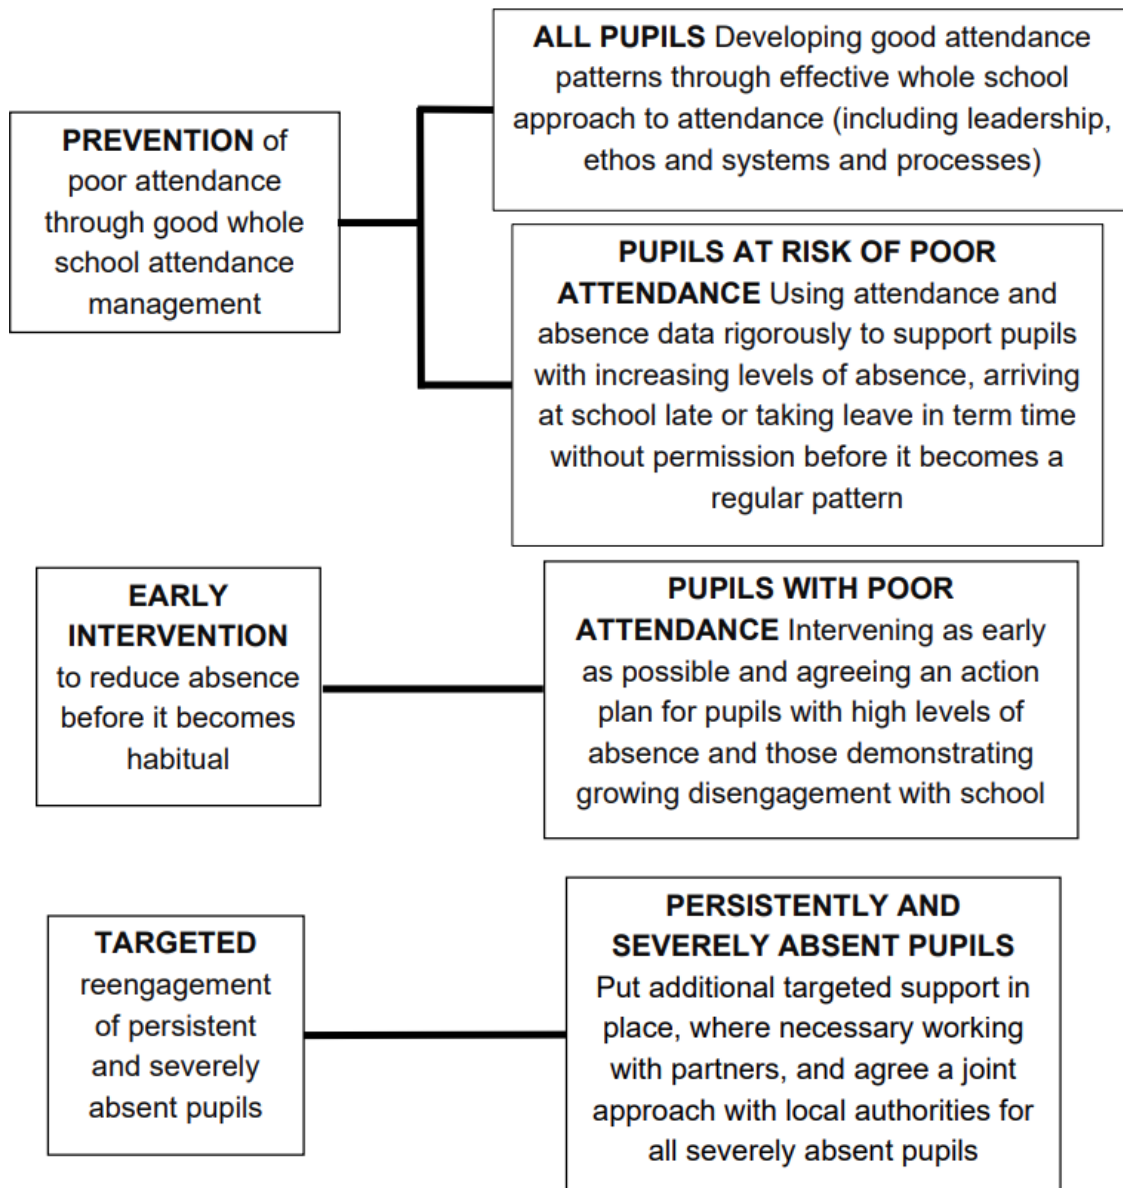 PREVENTION of
poor attendance
through good whole
school attendance
management
ALL PUPILS Developing good attendance
patterns through effective whole school
approach to attendance (including leadership,
ethos and systems and processes)
PUPILS AT RISK OF POOR
ATTENDANCE Using attendance and
absence data rigorously to support pupils
with increasing levels of absence, arriving
at school late or taking leave in term time
without permission before it becomes a
regular pattern
EARLY
INTERVENTION
to reduce absence
before it becomes
habitual
PUPILS WITH POOR
ATTENDANCE Intervening as early
as possible and agreeing an action
plan for pupils with high levels of
absence and those demonstrating
growing disengagement with school
TARGETED
reengagement
of persistent
and severely
absent pupils
PERSISTENTLY AND
SEVERELY ABSENT PUPILS
Put additional targeted support in
place, where necessary working
with partners, and agree a joint
approach with local authorities for
all severely absent pupils